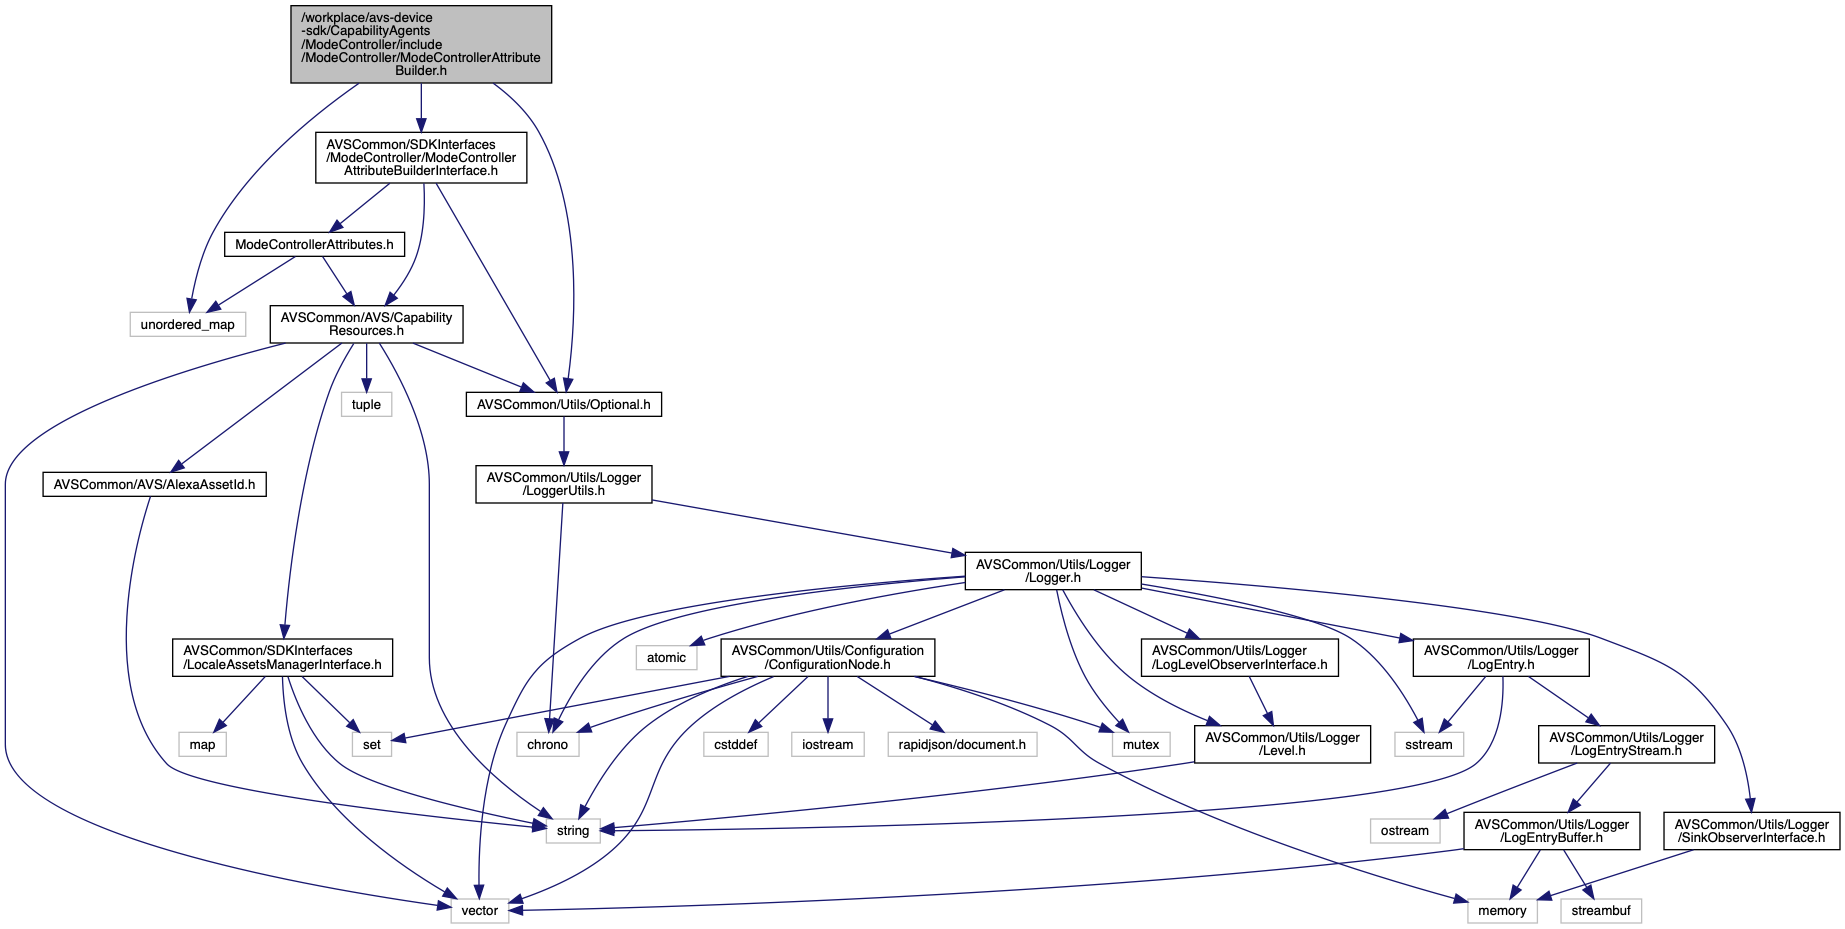 /workplace/avs-device
-sdk/CapabilityAgents
/ModeController/include
/ModeController/ModeControllerAttribute
Builder.h
AVSCommon/SDKInterfaces
/ModeController/ModeController
AttributeBuilderInterface.h
ModeControllerAttributes.h
unordered_map
AVSCommon/AVS/Capability
Resources.h
tuple
AVSCommon/Utils/Optional.h
AVSCommon/AVS/AlexaAssetId.h
AVSCommon/Utils/Logger
/LoggerUtils.h
AVSCommon/Utils/Logger
/Logger.h
AVSCommon/SDKInterfaces
/LocaleAssetsManagerInterface.h
atomic
AVSCommon/Utils/Configuration
/ConfigurationNode.h
AVSCommon/Utils/Logger
/LogLevelObserverInterface.h
AVSCommon/Utils/Logger
/LogEntry.h
map
set
chrono
cstddef
iostream
rapidjson/document.h
mutex
AVSCommon/Utils/Logger
/Level.h
sstream
AVSCommon/Utils/Logger
/LogEntryStream.h
string
ostream
AVSCommon/Utils/Logger
/LogEntryBuffer.h
AVSCommon/Utils/Logger
/SinkObserverInterface.h
vector
memory
streambuf